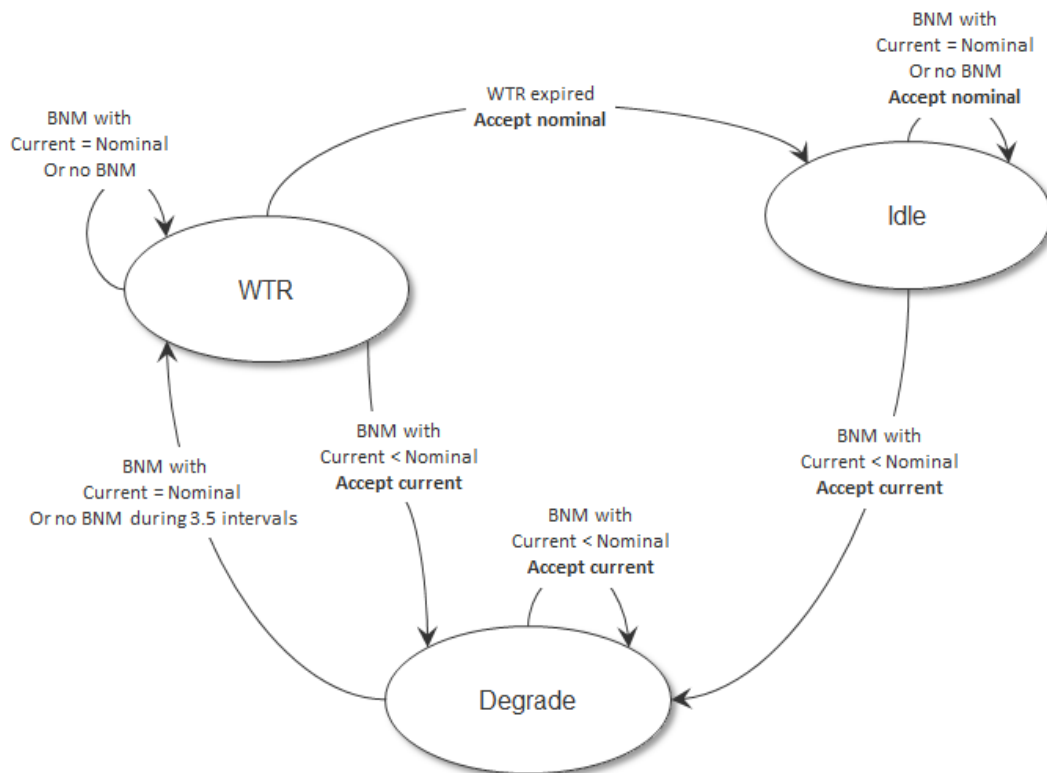 BNM with
Current = Nominal
Or no BNM
Accept nominal
WTR expired
Accept nominal
BNM with
Current = Nominal
Or no BNM
Idle
WTR
BNM with
Current < Nominal
Accept current
BNM with
Current < Nominal
Accept current
BNM with
Current = Nominal
Or no BNM during 3.5 intervals
BNM with
Current < Nominal
Accept current
Degrade